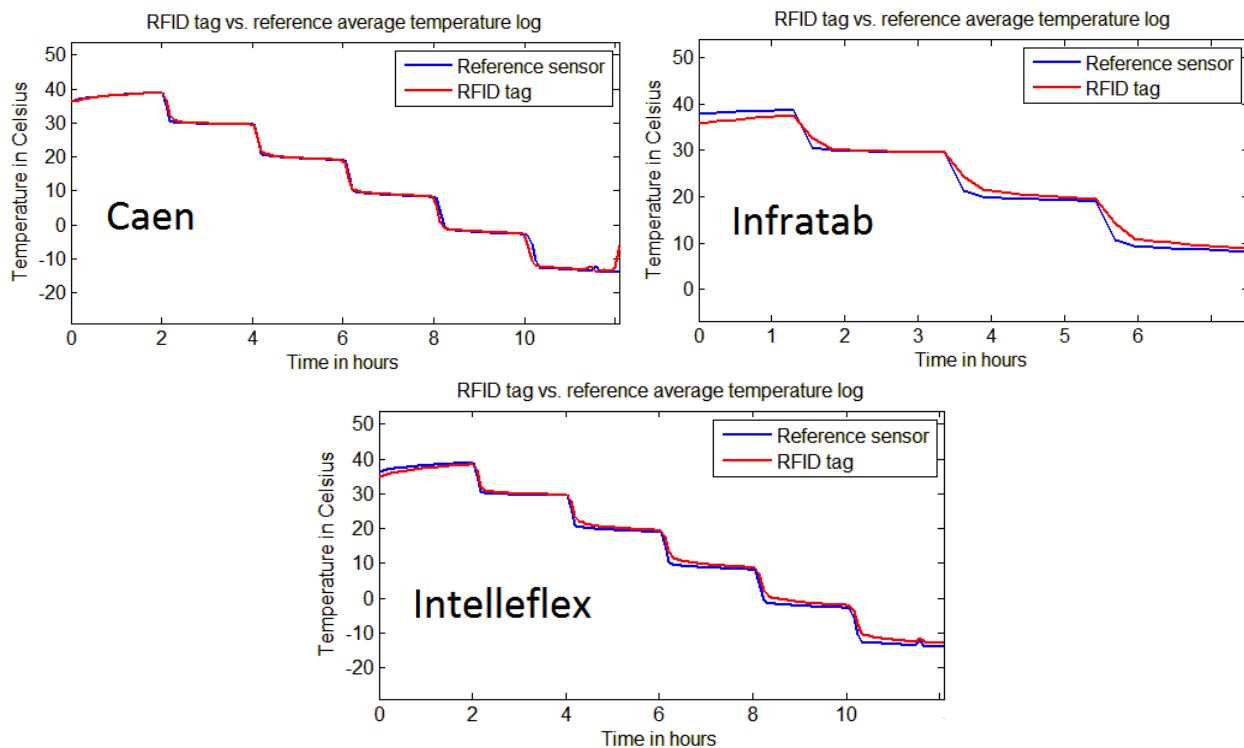 RFID tag vs. reference average temperature log
Temperature in Celsius
50
40
30
20
10
0
-10
-20
Reference sensor
RFID tag
Caen
0
2
4
6
8
10
Time in hours
RFID tag vs. reference average temperature log
Temperature in Celsius
50
40
30
20
10
0
Reference sensor
RFID tag
Infratab
0
1
2
3
4
5
6
Time in hours
RFID tag vs. reference average temperature log
Temperature in Celsius
50
40
30
20
10
0
-10
-20
Reference sensor
RFID tag
Intelleflex
0
2
4
6
8
10
Time in hours